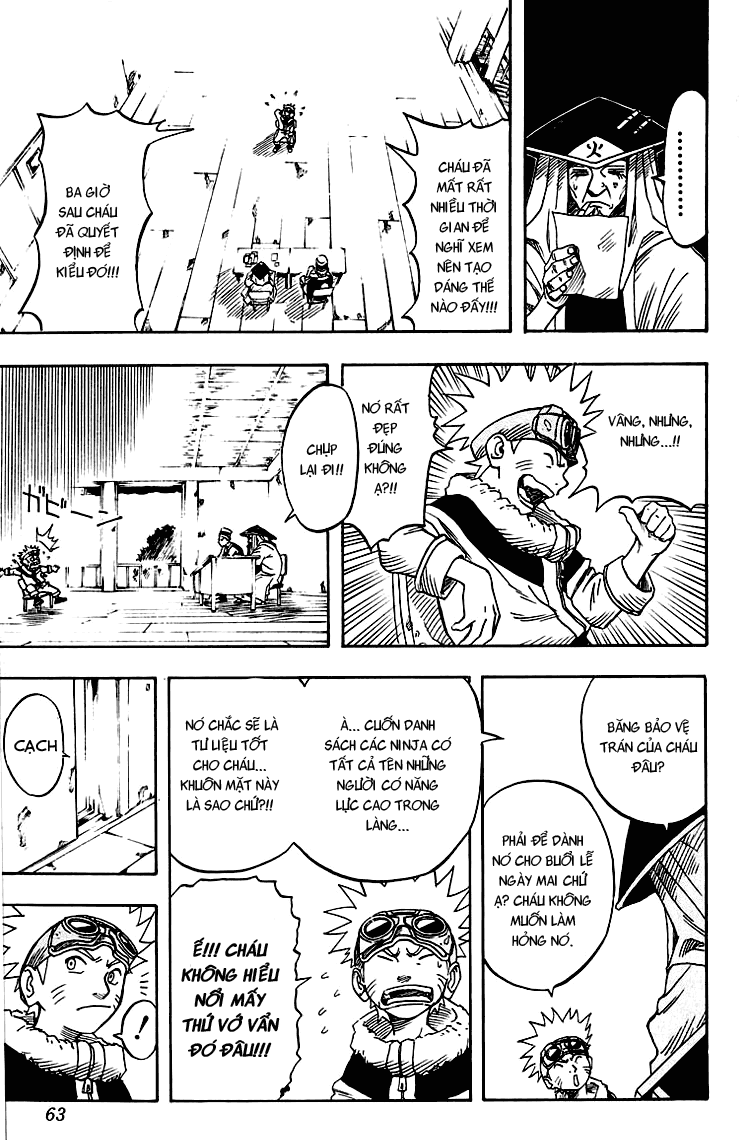 .........
火
CHÁU ĐÃ
MẤT RẤT
NHIỀU THỜI
GIAN ĐỂ
NGHĨ XEM
NÊN TẠO
DÁNG THẾ
NÀO ĐẤY!!!
BA GIỜ
SAU CHÁU
ĐÃ QUYẾT
ĐỊNH ĐỂ
KIỂU ĐÓ!!!
VÂNG, NHƯNG,
NHƯNG...!!
NÓ RẤT
ĐẸP
ĐÚNG
KHÔNG
Ạ?!!
CHỤP
LẠI ĐI!!
ガビーン
BĂNG BẢO VỆ
TRÁN CỦA CHÁU
ĐÂU?
PHẢI ĐỂ DÀNH
NÓ CHO BUỔI LỄ
NGÀY MAI CHỨ
Ạ? CHÁU KHÔNG
MUỐN LÀM
HỎNG NÓ.
À... CUỐN DANH
SÁCH CÁC NINJA CÓ
TẤT CẢ TÊN NHỮNG
NGƯỜI CÓ NĂNG
LỰC CAO TRONG
LÀNG...
NÓ CHẮC SẼ LÀ
TƯ LIỆU TỐT
CHO CHÁU...
KHUÔN MẶT NÀY
LÀ SAO CHỨ?!!
Ế!!! CHÁU
KHÔNG HIỂU
NỔI MẤY
THỨ VỚ VẨN
ĐÓ ĐÂU!!!
CẠCH
!
63